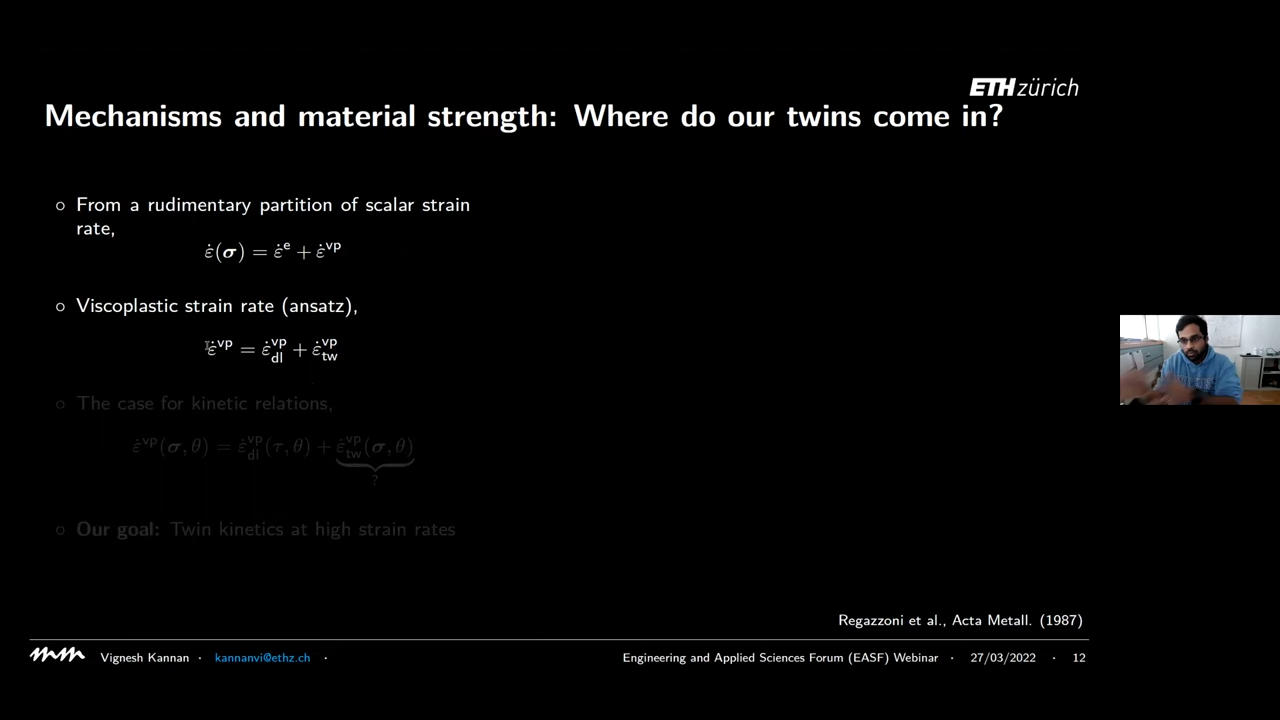 ETH zürich
Mechanisms and material strength: Where do our twins come in?
○ From a rudimentary partition of scalar strain
rate,
ε̇(σ) = ε̇ᵉ + ε̇ᵛᵖ
○ Viscoplastic strain rate (ansatz),
ε̇^vp = ε̇^vp_dl + ε̇^vp_tw
○ The case for kinetic relations,
ε̇^vp(σ, θ) = ε̇^vp_dl(τ, θ) + ε̇^vp_tw(σ, θ)
?
○ Our goal: Twin kinetics at high strain rates
Regazzoni et al., Acta Metall. (1987)
Vignesh Kannan · kannanvi@ethz.ch · Engineering and Applied Sciences Forum (EASF) Webinar · 27/03/2022 · 12